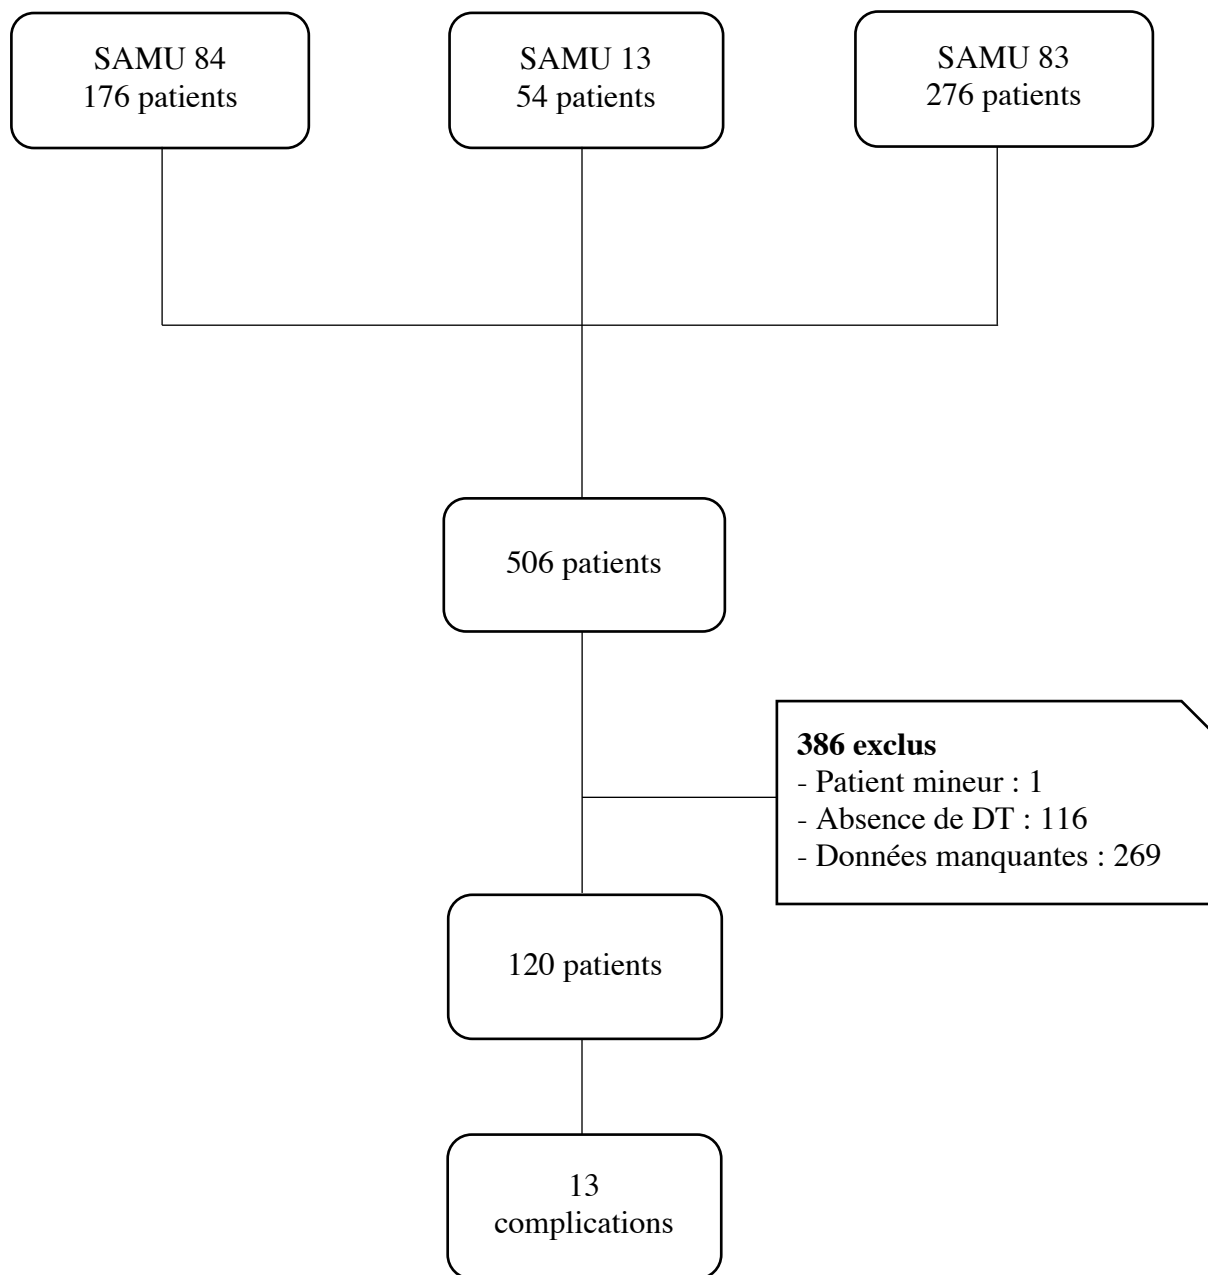 SAMU 84
176 patients
SAMU 13
54 patients
SAMU 83
276 patients
506 patients
386 exclus
- Patient mineur : 1
- Absence de DT : 116
- Données manquantes : 269
120 patients
13
complications